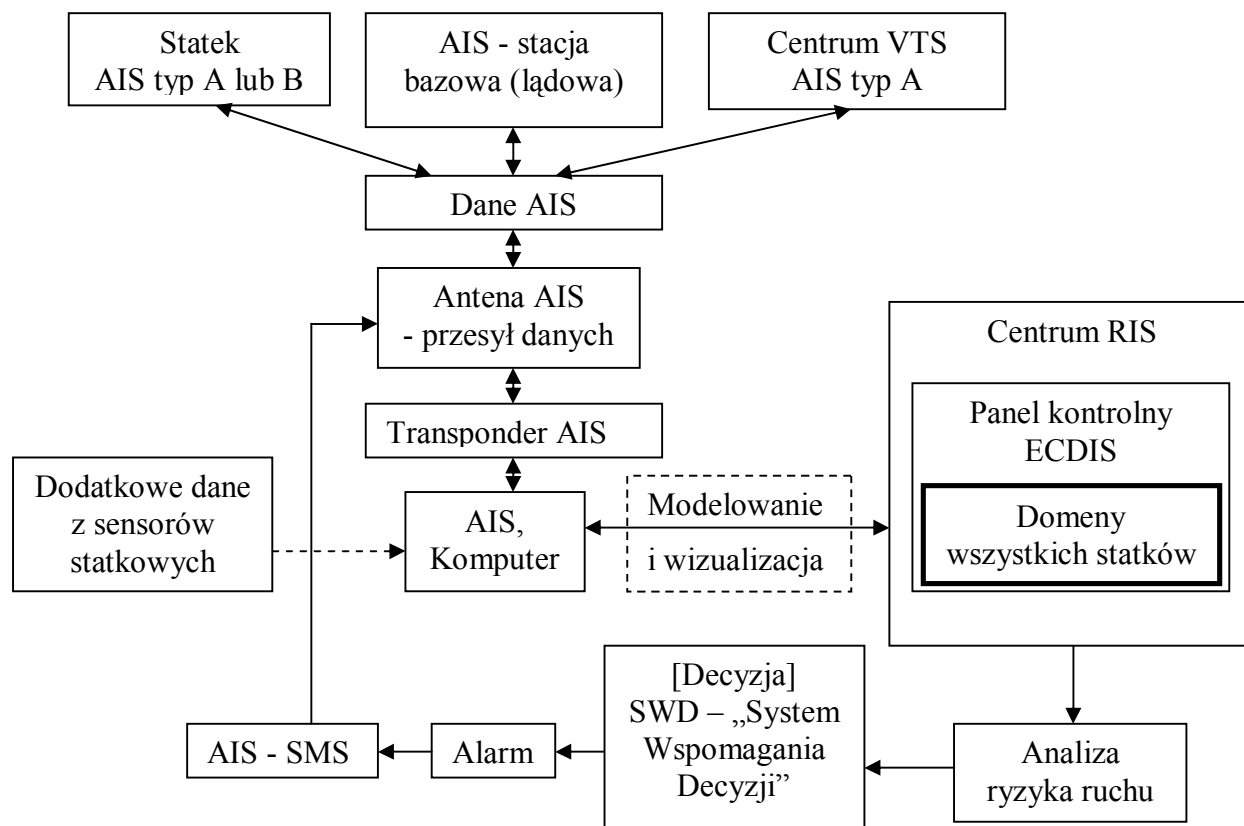 Statek
AIS typ A lub B
AIS - stacja
bazowa (lądowa)
Centrum VTS
AIS typ A
Dane AIS
Antena AIS
- przesył danych
Centrum RIS
Panel kontrolny
ECDIS
Transponder AIS
Dodatkowe dane
z sensorów
statkowych
AIS,
Komputer
Modelowanie
i wizualizacja
Domeny
wszystkich statków
[Decyzja]
SWD – „System
Wspomagania
Decyzji”
AIS - SMS
Alarm
Analiza
ryzyka ruchu